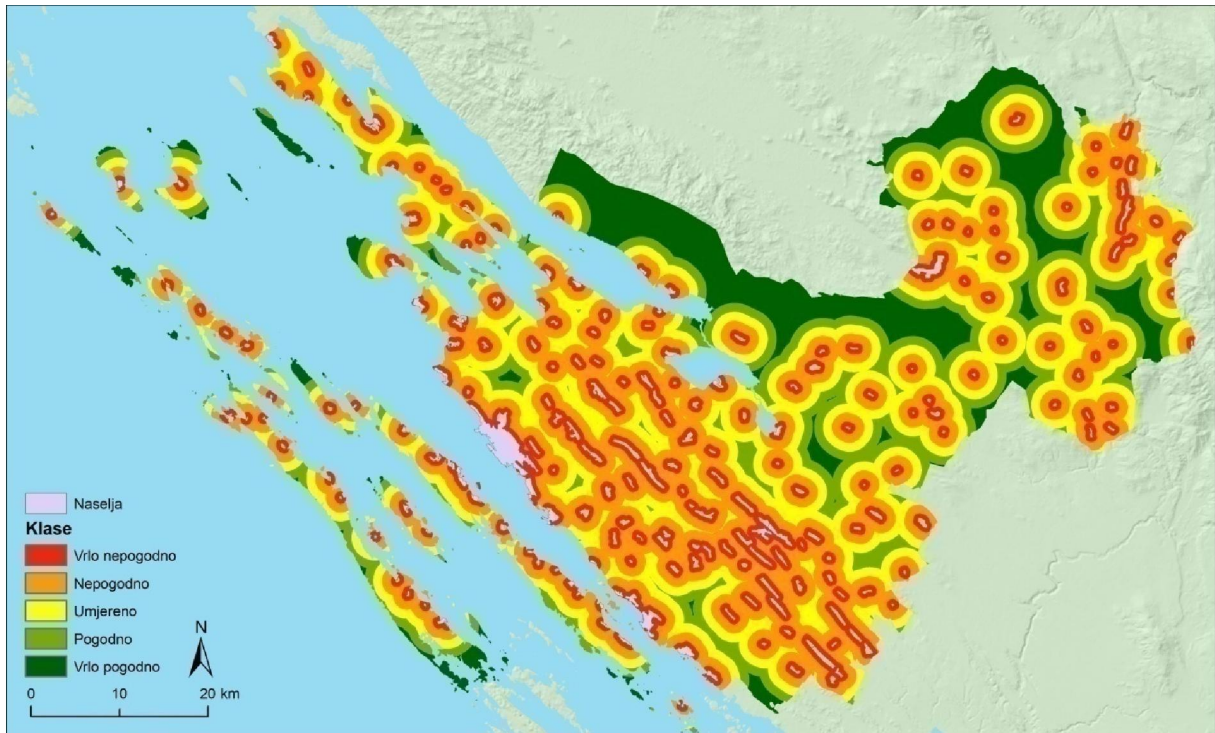 Naselja
Klase
Vrlo nepogodno
Nepogodno
Umjereno
Pogodno
Vrlo pogodno
N
0 10 20 km